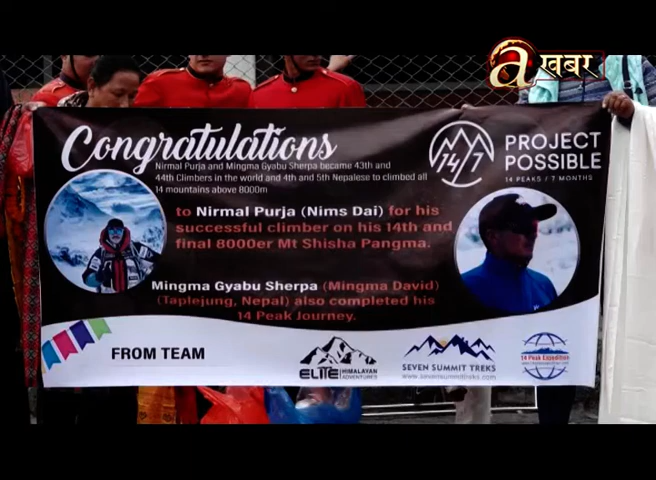 एखबर
Congratulations
Nirmal Purja and Mingma Gyabu Sherpa became 43th and
44th Climbers in the world and 4th and 5th Nepalese to climbed all
14 mountains above 8000m
14/7
PROJECT
POSSIBLE
14 PEAKS / 7 MONTHS
to Nirmal Purja (Nims Dai) for his
successful climber on his 14th and
final 8000er Mt Shisha Pangma.
Mingma Gyabu Sherpa (Mingma David)
(Taplejung, Nepal) also completed his
14 Peak Journey.
FROM TEAM
ELITE HIMALAYAN
ADVENTURES
SEVEN SUMMIT TREKS
www.sevensummittreks.com
14 Peak Expedition